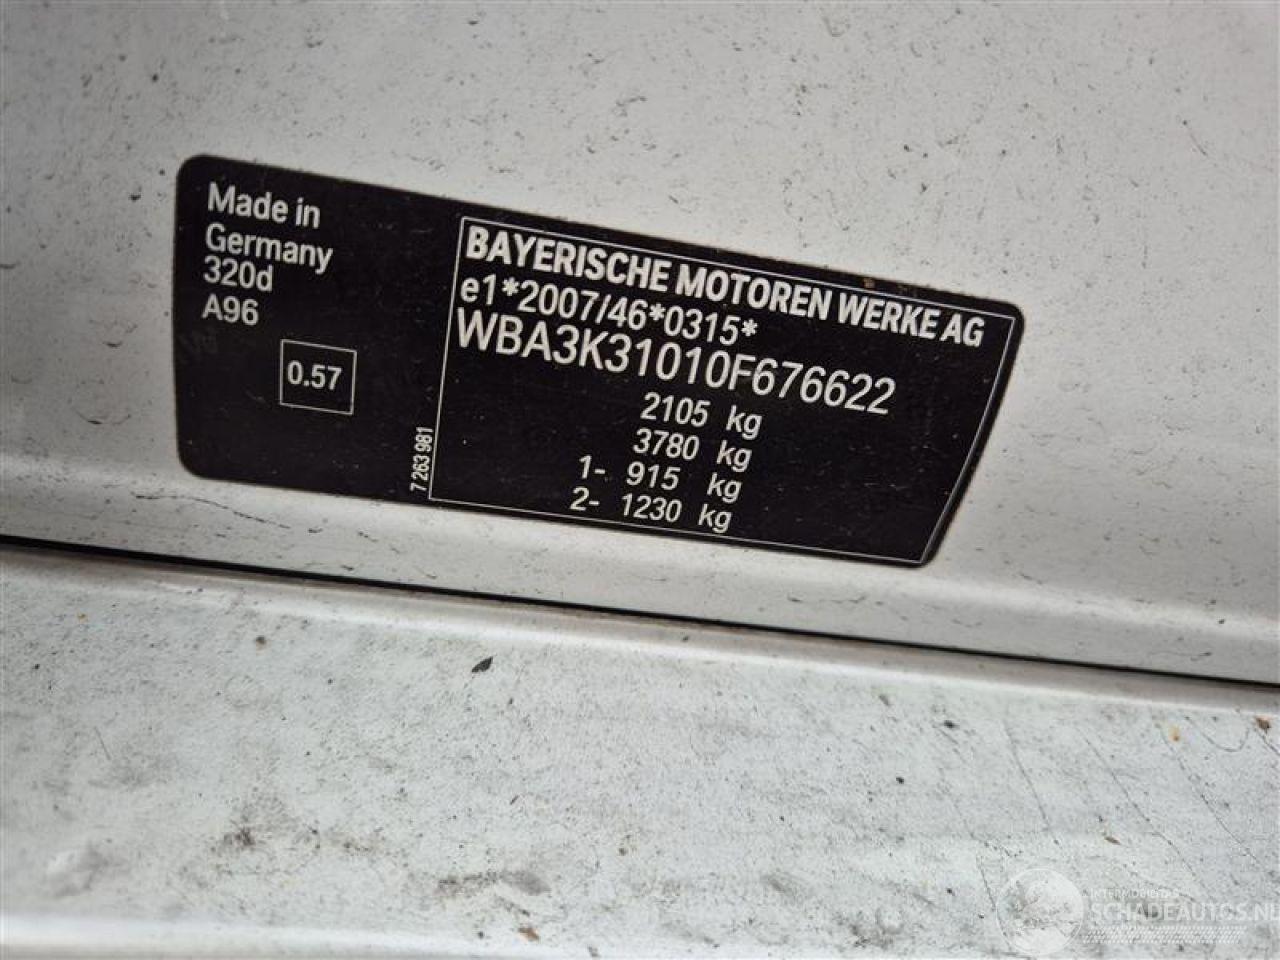 Made in
Germany
320d
A96
0.57
7 263 981
BAYERISCHE MOTOREN WERKE AG
e1*2007/46*0315*
WBA3K31010F676622
2105 kg
3780 kg
1- 915 kg
2- 1230 kg
SCHADEAUTOS.NL